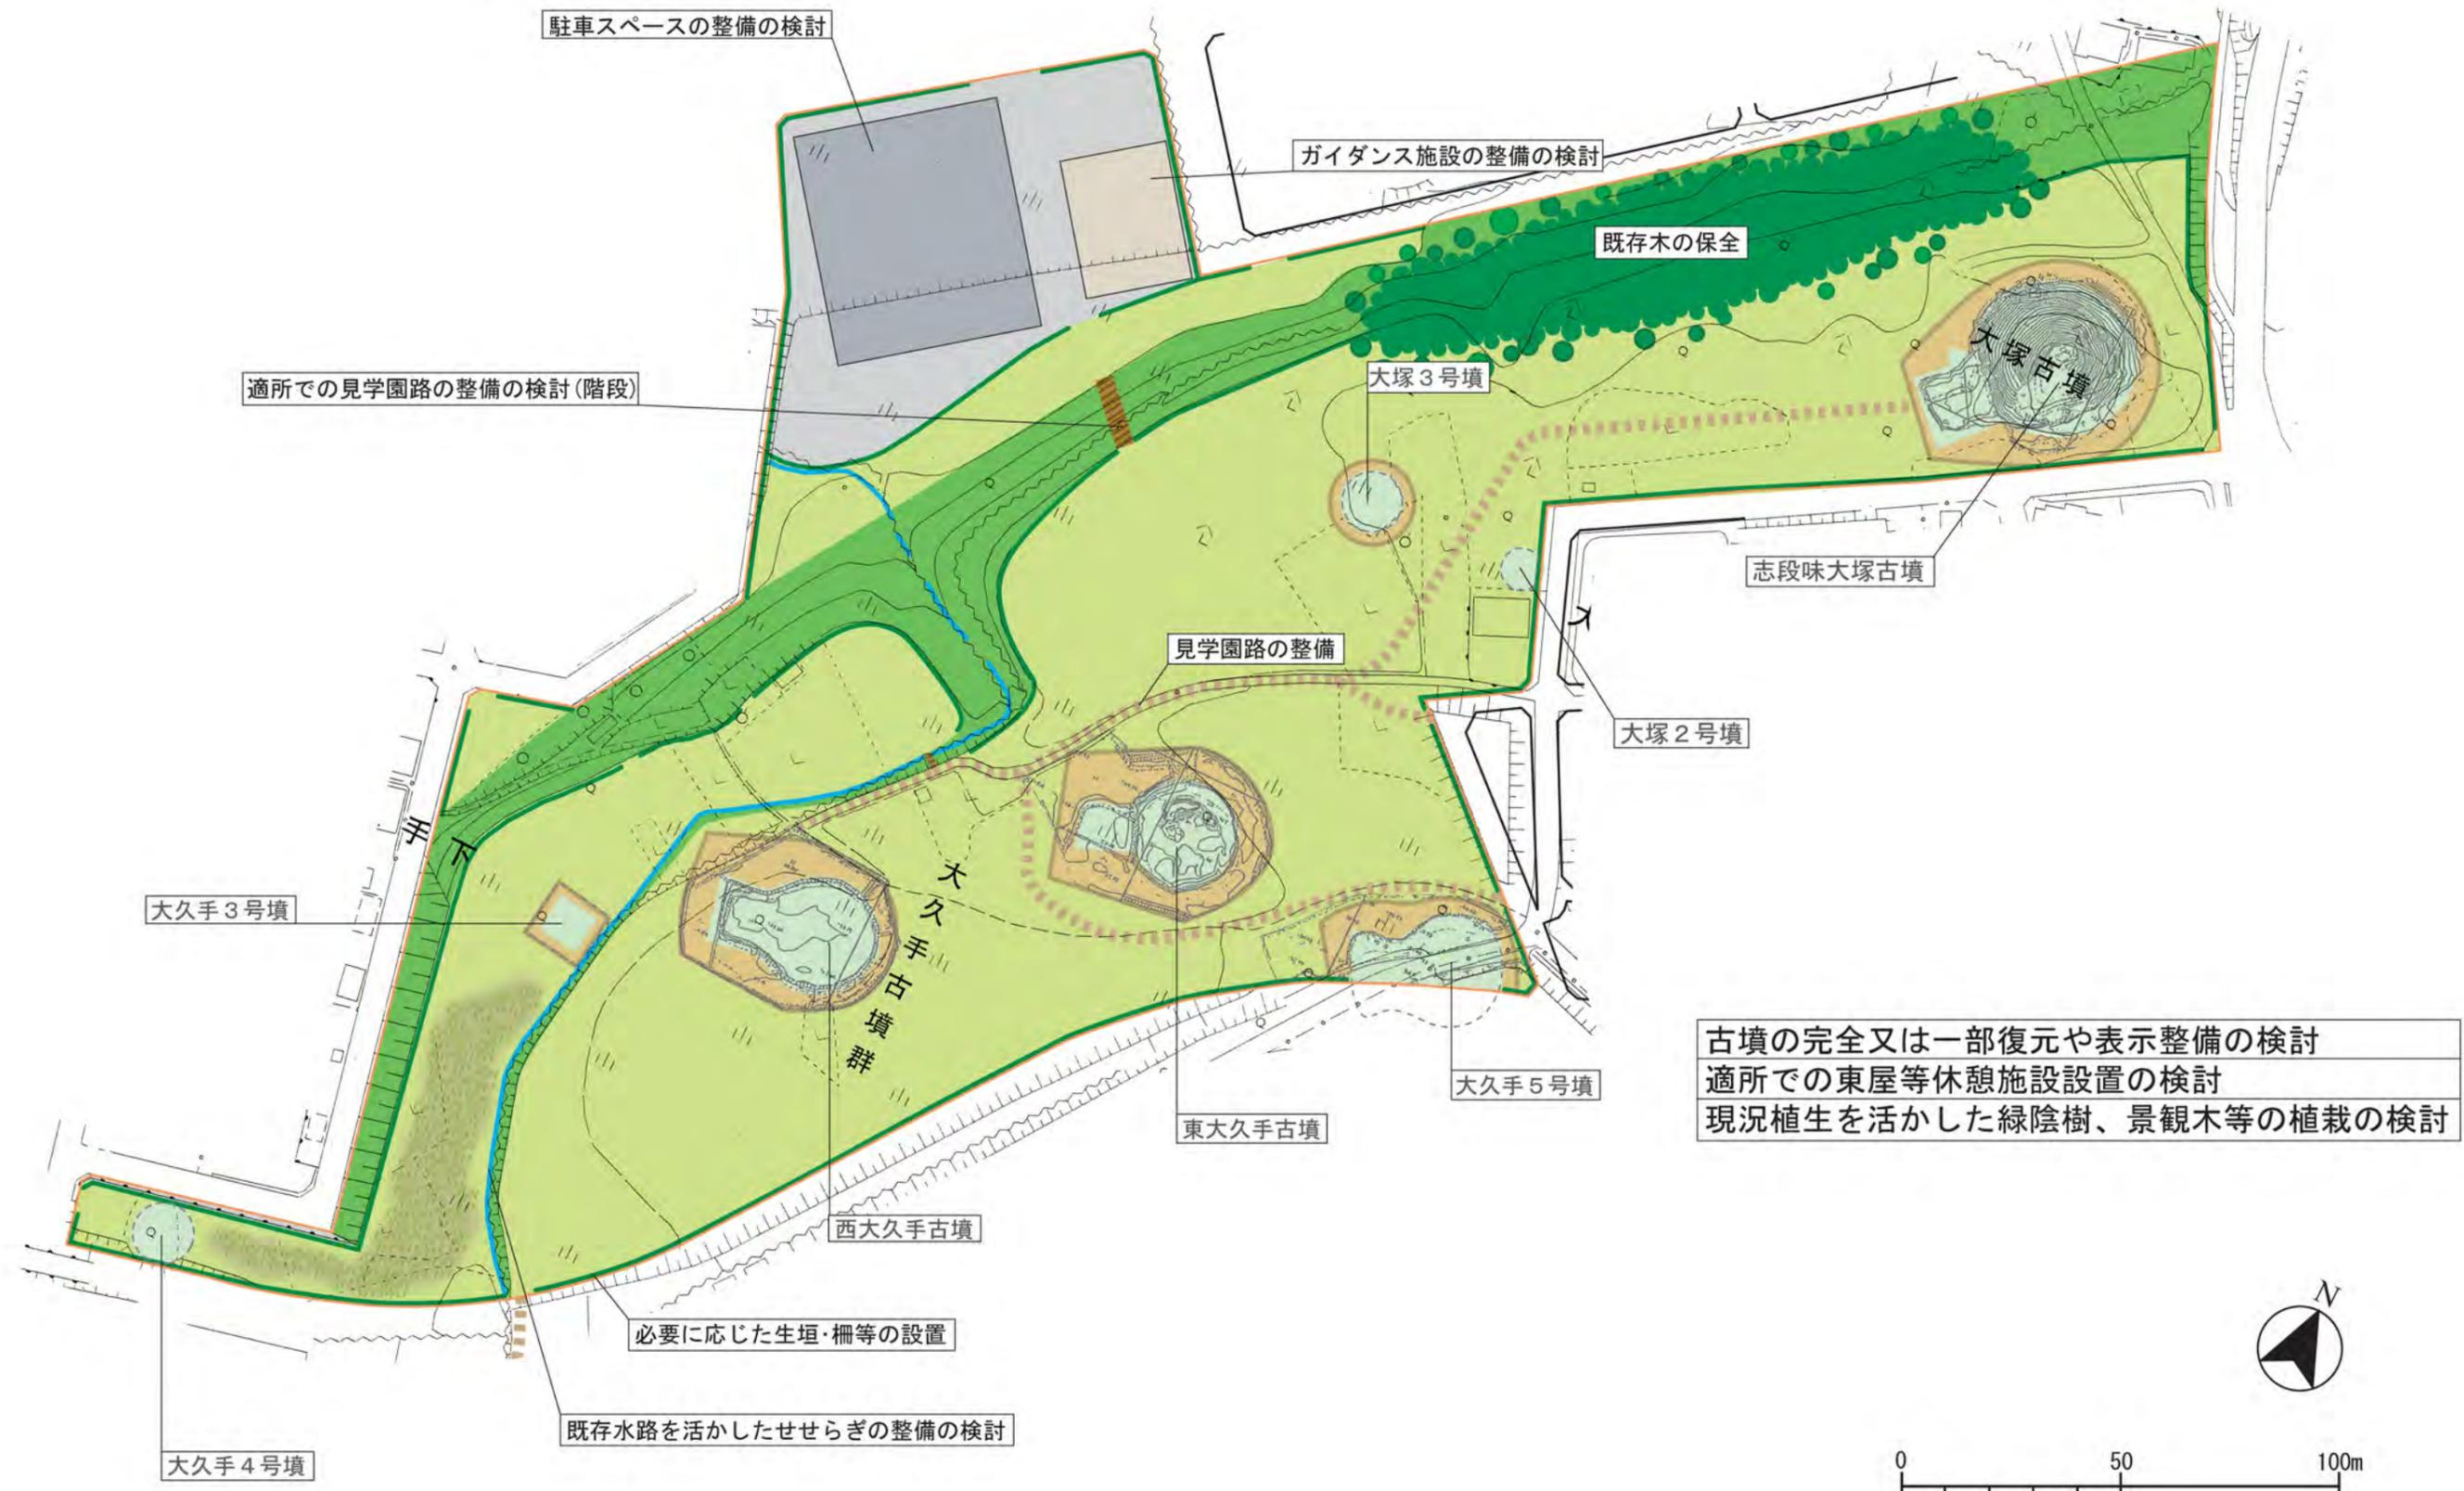 駐車スペースの整備の検討
ガイダンス施設の整備の検討
既存木の保全
適所での見学園路の整備の検討(階段)
大塚3号墳
大塚古墳
志段味大塚古墳
見学園路の整備
大塚2号墳
手下
大久手3号墳
大久手古墳群
古墳の完全又は一部復元や表示整備の検討
適所での東屋等休憩施設設置の検討
現況植生を活かした緑陰樹、景観木等の植栽の検討
大久手5号墳
東大久手古墳
西大久手古墳
必要に応じた生垣・柵等の設置
既存水路を活かしたせせらぎの整備の検討
大久手4号墳
N
0 50 100m